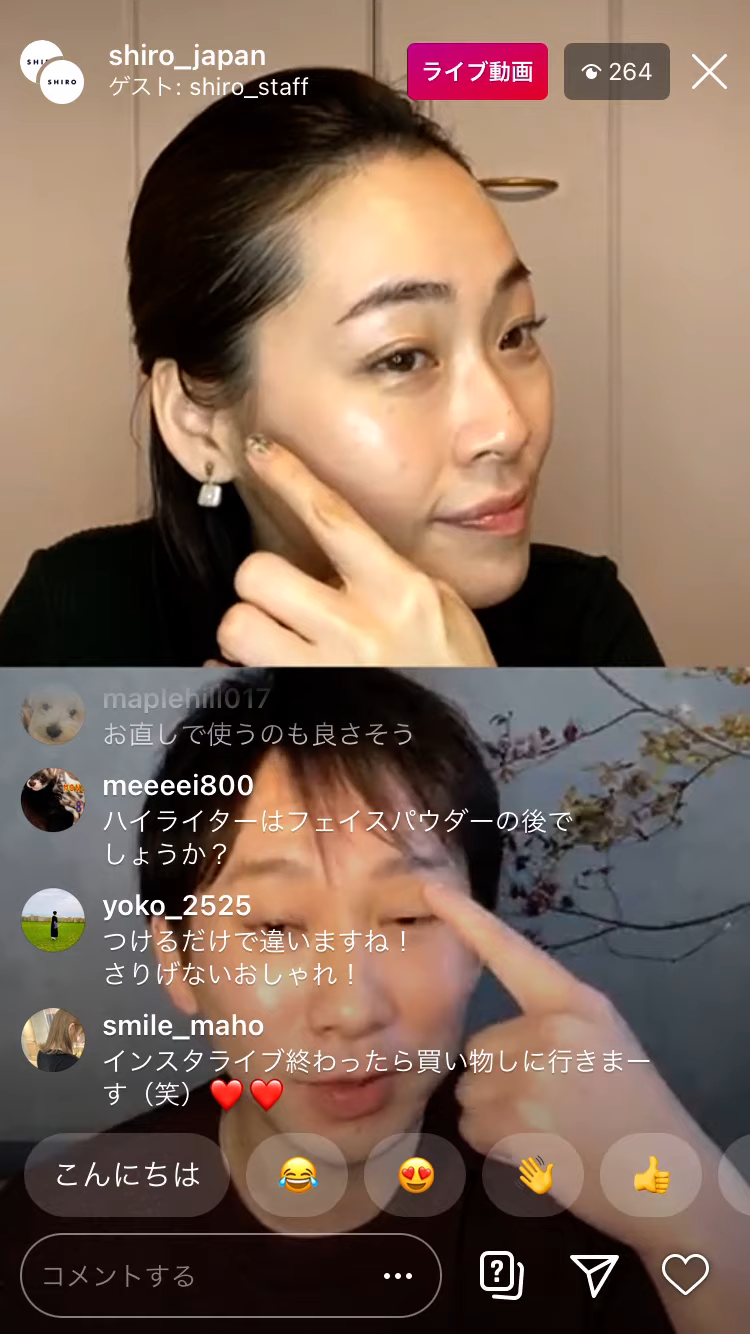 SHIRO
shiro_japan
ゲスト: shiro_staff
ライブ動画
264
maplehill017
お直しで使うのも良さそう
meeeei800
ハイライターはフェイスパウダーの後で
しょうか？
yoko_2525
つけるだけで違いますね！
さりげないおしゃれ！
smile_maho
インスタライブ終わったら買い物しに行きまー
す（笑）❤️❤️
こんにちは 😂 😍 👋 👍
コメントする